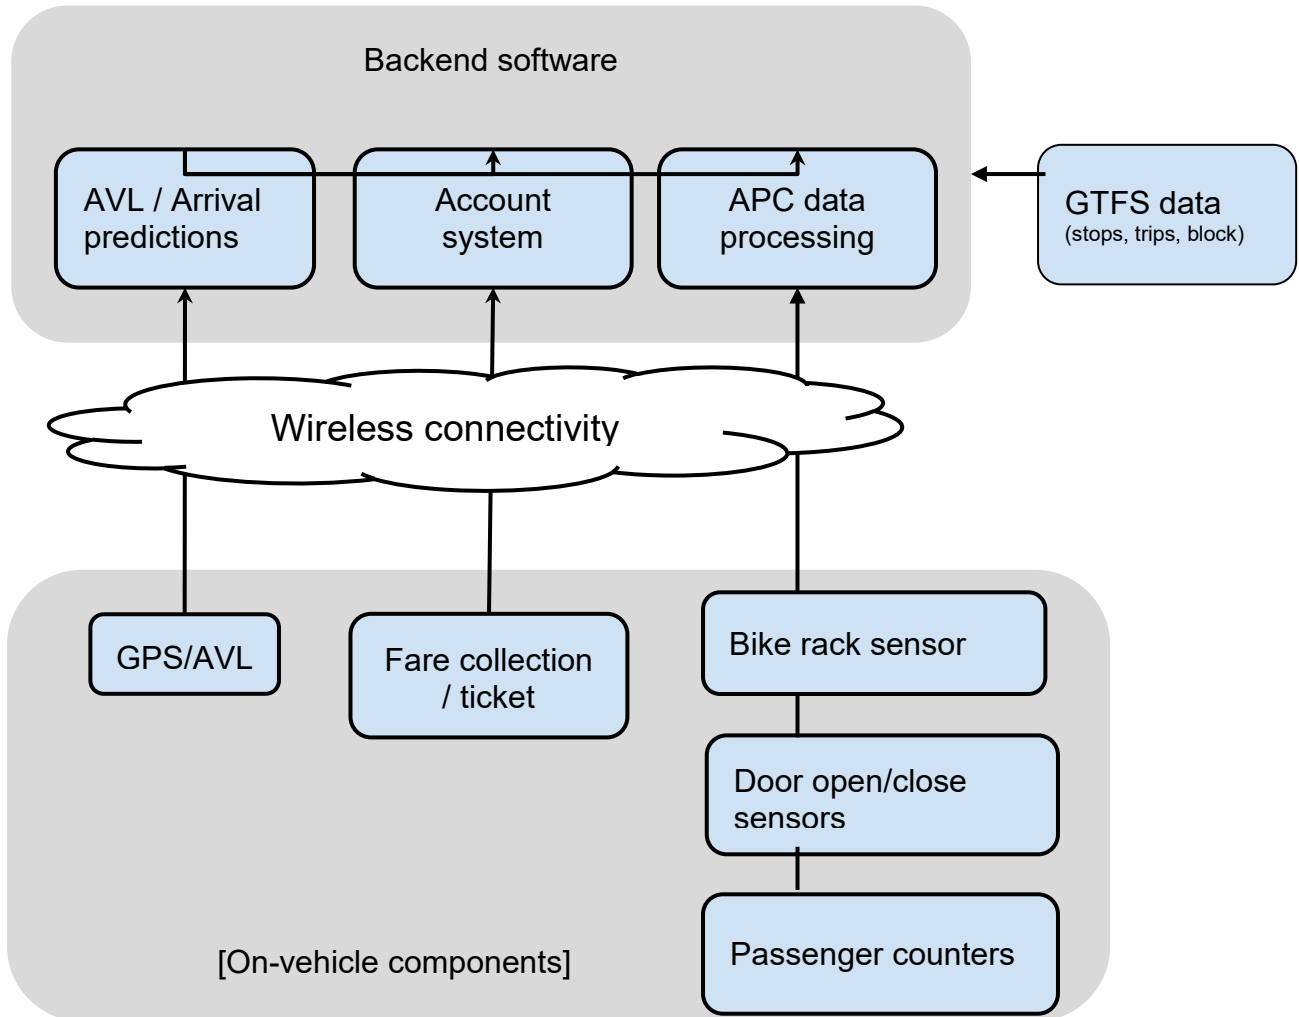 Backend software
AVL / Arrival
predictions
Account
system
APC data
processing
GTFS data
(stops, trips, block)
Wireless connectivity
GPS/AVL
Fare collection
/ ticket
Bike rack sensor
Door open/close
sensors
Passenger counters
[On-vehicle components]